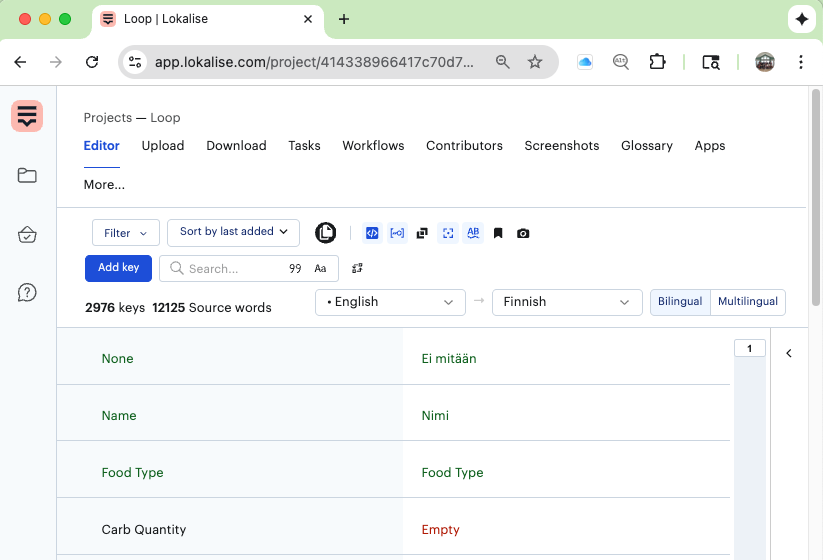 Loop | Lokalise
app.lokalise.com/project/414338966417c70d7...
Projects — Loop
Editor Upload Download Tasks Workflows Contributors Screenshots Glossary Apps
More...
Filter Sort by last added
Add key Search... 99 Aa
2976 keys 12125 Source words • English → Finnish Bilingual Multilingual
None Ei mitään 1
Name Nimi
Food Type Food Type
Carb Quantity Empty